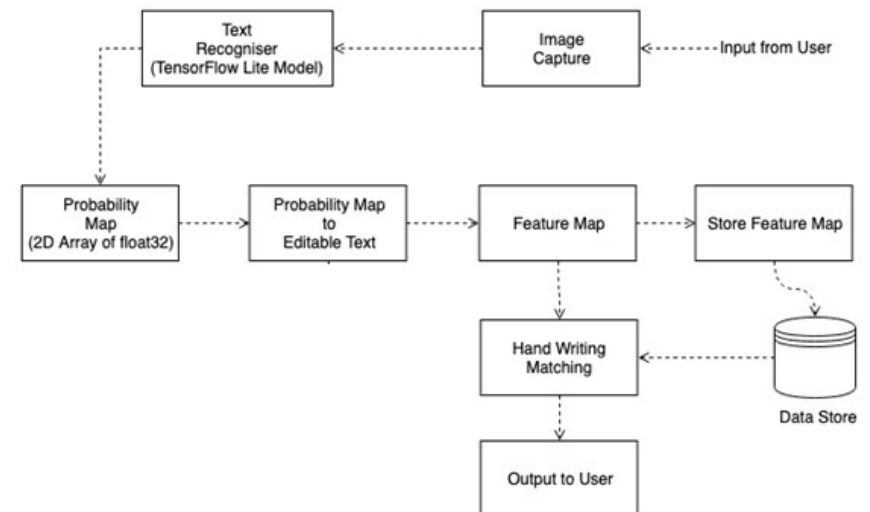 Text
Recogniser
(TensorFlow Lite Model)
Image
Capture
Input from User
Probability
Map
(2D Array of float32)
Probability Map
to
Editable Text
Feature Map
Store Feature Map
Hand Writing
Matching
Data Store
Output to User